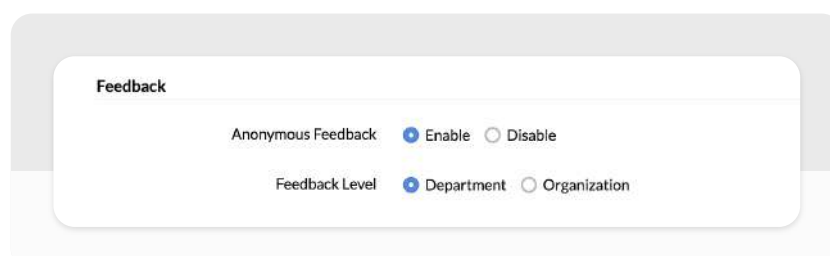 Feedback
Anonymous Feedback Enable Disable
Feedback Level Department Organization